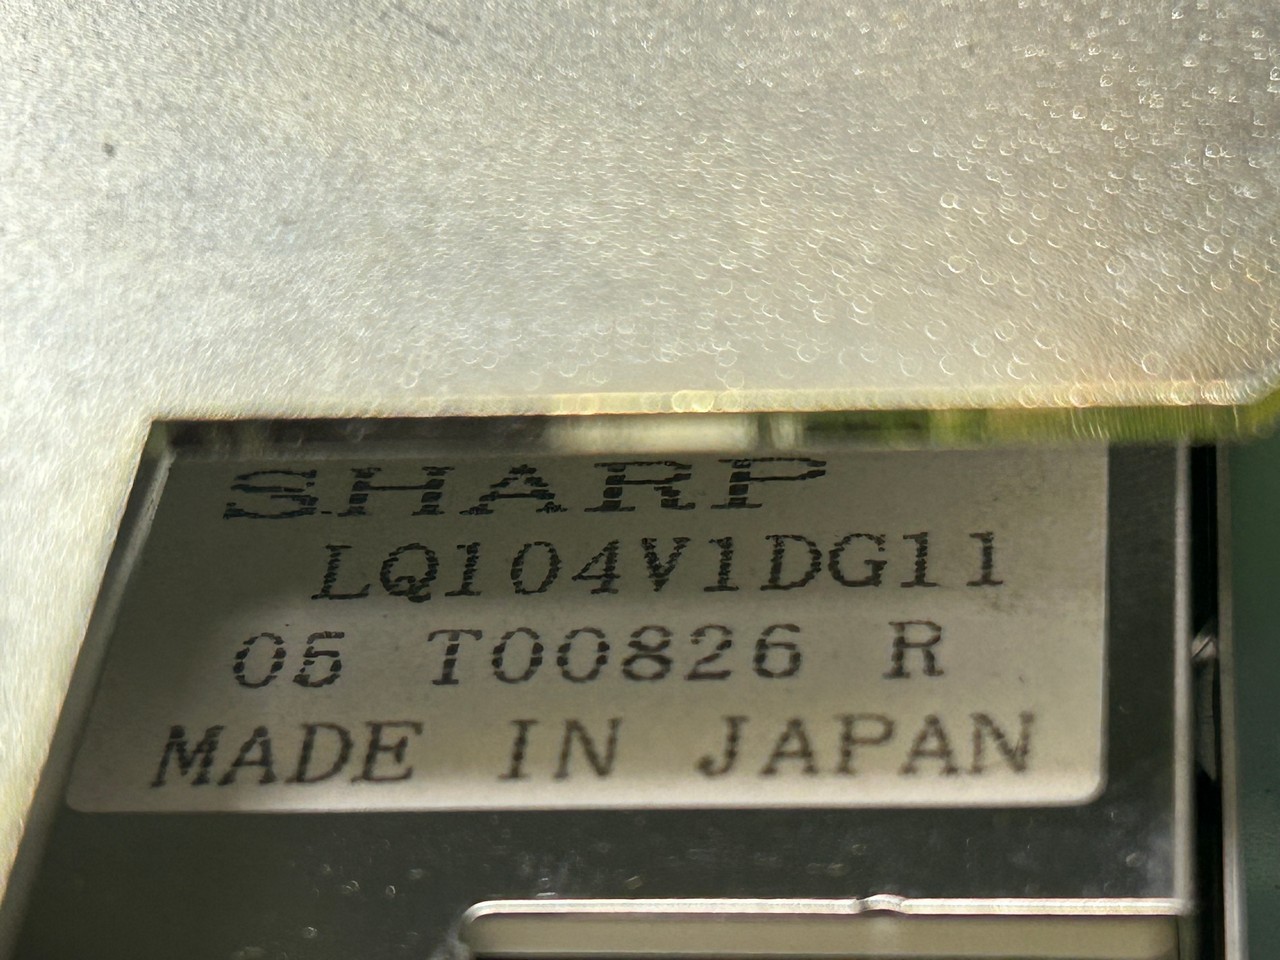 SHARP
LQ104V1DG11
05 T00826 R
MADE IN JAPAN